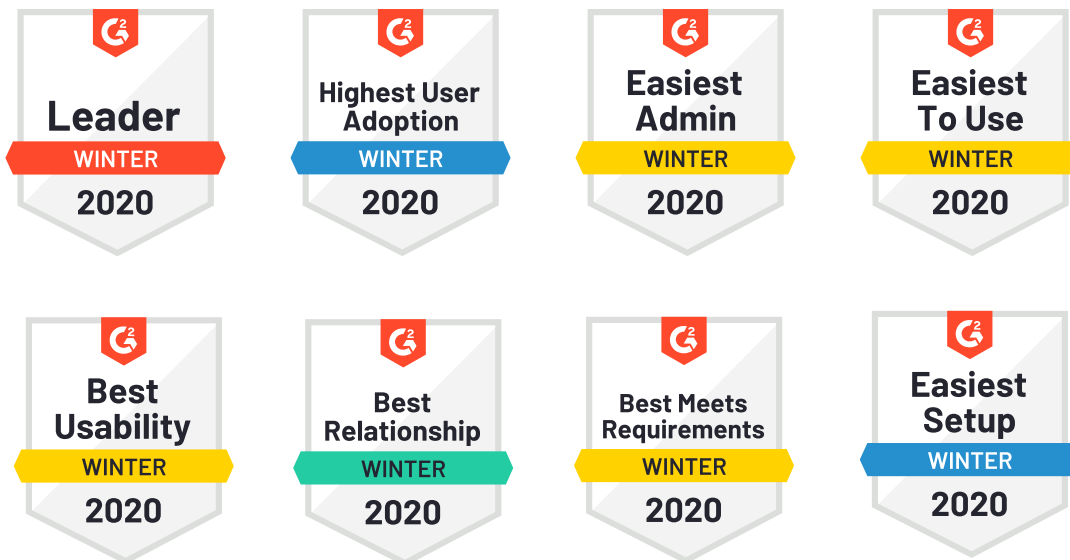 G2
Leader
WINTER
2020
G2
Highest User
Adoption
WINTER
2020
G2
Easiest
Admin
WINTER
2020
G2
Easiest
To Use
WINTER
2020
G2
Best
Usability
WINTER
2020
G2
Best
Relationship
WINTER
2020
G2
Best Meets
Requirements
WINTER
2020
G2
Easiest
Setup
WINTER
2020